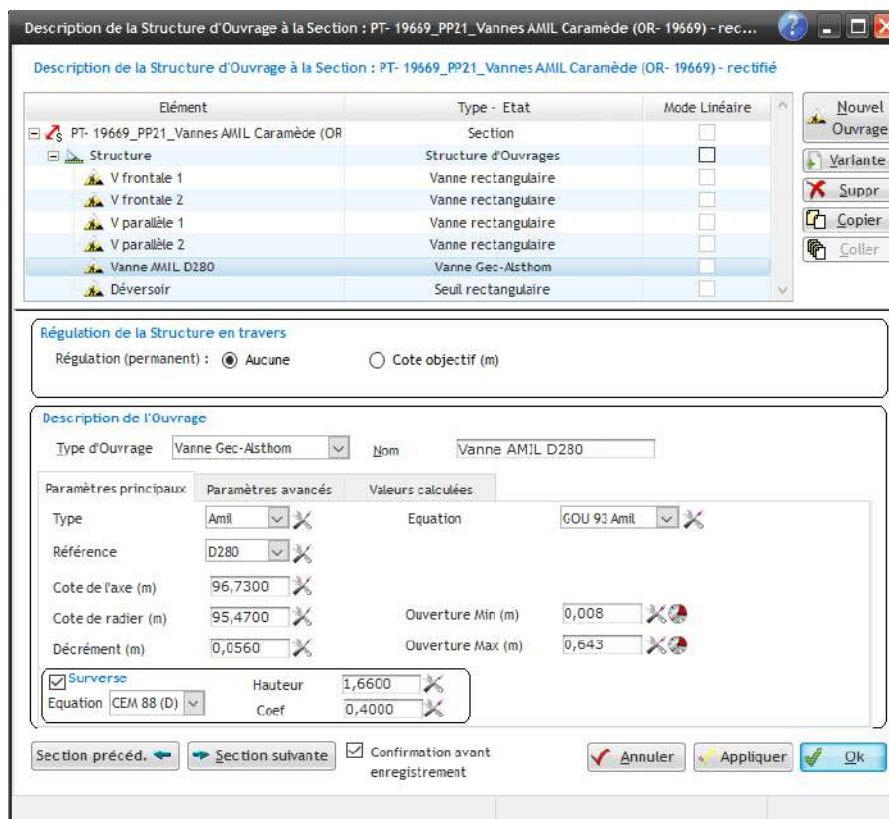 Description de la Structure d'Ouvrage à la Section : PT- 19669_PP21_Vannes AMIL Caramède (OR- 19669) - rec...
Description de la Structure d'Ouvrage à la Section : PT- 19669_PP21_Vannes AMIL Caramède (OR- 19669) - rectifié
Elément Type - Etat Mode Linéaire
PT- 19669_PP21_Vannes AMIL Caramède (OR Section
Structure Structure d'Ouvrages
V frontale 1 Vanne rectangulaire
V frontale 2 Vanne rectangulaire
V parallèle 1 Vanne rectangulaire
V parallèle 2 Vanne rectangulaire
Vanne AMIL D280 Vanne Gec-Alsthom
Déversoir Seuil rectangulaire
Nouvel
Ouvrage
Variante
Suppr
Copier
Coller
Régulation de la Structure en travers
Régulation (permanent) : Aucune Cote objectif (m)
Description de l'Ouvrage
Type d'Ouvrage Vanne Gec-Alsthom Nom Vanne AMIL D280
Paramètres principaux Paramètres avancés Valeurs calculées
Type Amil Equation GOU 93 Amil
Référence D280
Cote de l'axe (m) 96,7300
Cote de radier (m) 95,4700 Ouverture Min (m) 0,008
Décrément (m) 0,0560 Ouverture Max (m) 0,643
Surverse Hauteur 1,6600
Equation CEM 88 (D) Coef 0,4000
Section précéd. Section suivante Confirmation avant
enregistrement
Annuler Appliquer Ok